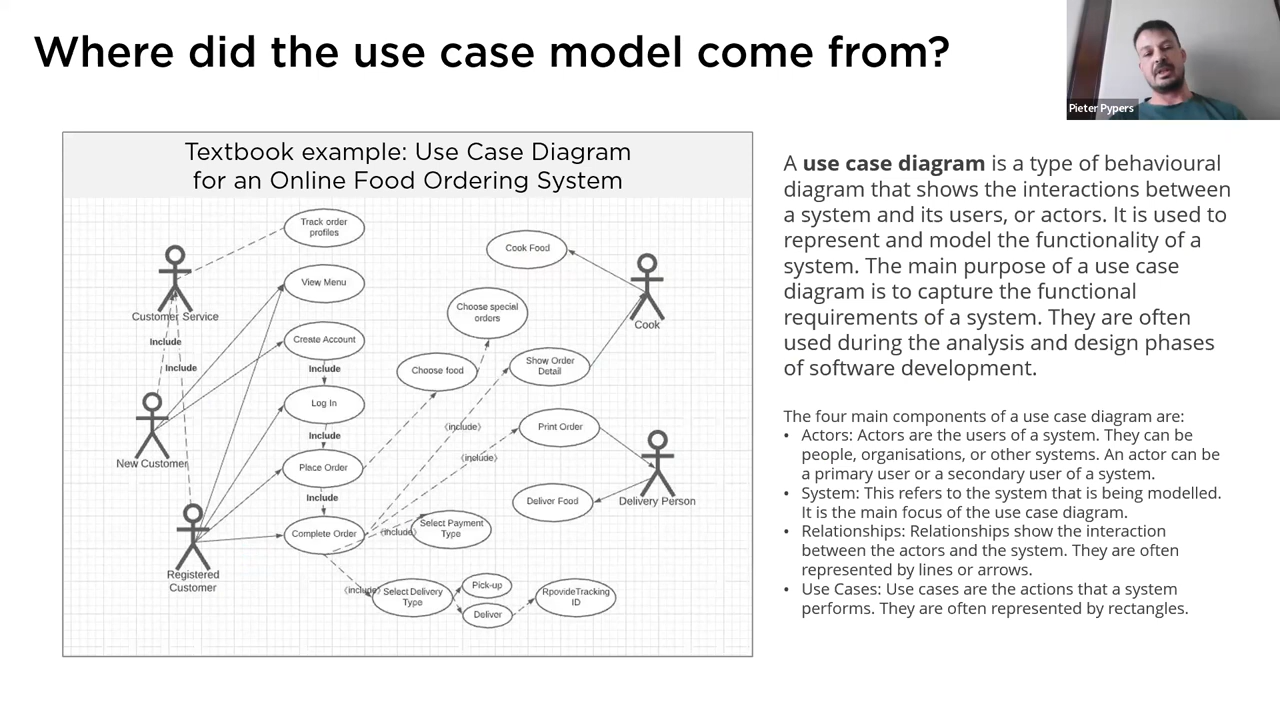 Where did the use case model come from?
Pieter Pypers
Textbook example: Use Case Diagram
for an Online Food Ordering System
Track order
profiles
Customer Service
View Menu
Include
Include
Create Account
Include
Log In
Include
New Customer
Place Order
Include
Complete Order
Registered
Customer
Cook Food
Choose special
orders
Cook
Choose food
Show Order
Detail
《include》
Print Order
《include》
Deliver Food
Delivery Person
《include》
Select Payment
Type
《include》
Select Delivery
Type
Pick-up
Deliver
RpovideTracking
ID
A use case diagram is a type of behavioural
diagram that shows the interactions between
a system and its users, or actors. It is used to
represent and model the functionality of a
system. The main purpose of a use case
diagram is to capture the functional
requirements of a system. They are often
used during the analysis and design phases
of software development.
The four main components of a use case diagram are:
• Actors: Actors are the users of a system. They can be
people, organisations, or other systems. An actor can be
a primary user or a secondary user of a system.
• System: This refers to the system that is being modelled.
It is the main focus of the use case diagram.
• Relationships: Relationships show the interaction
between the actors and the system. They are often
represented by lines or arrows.
• Use Cases: Use cases are the actions that a system
performs. They are often represented by rectangles.